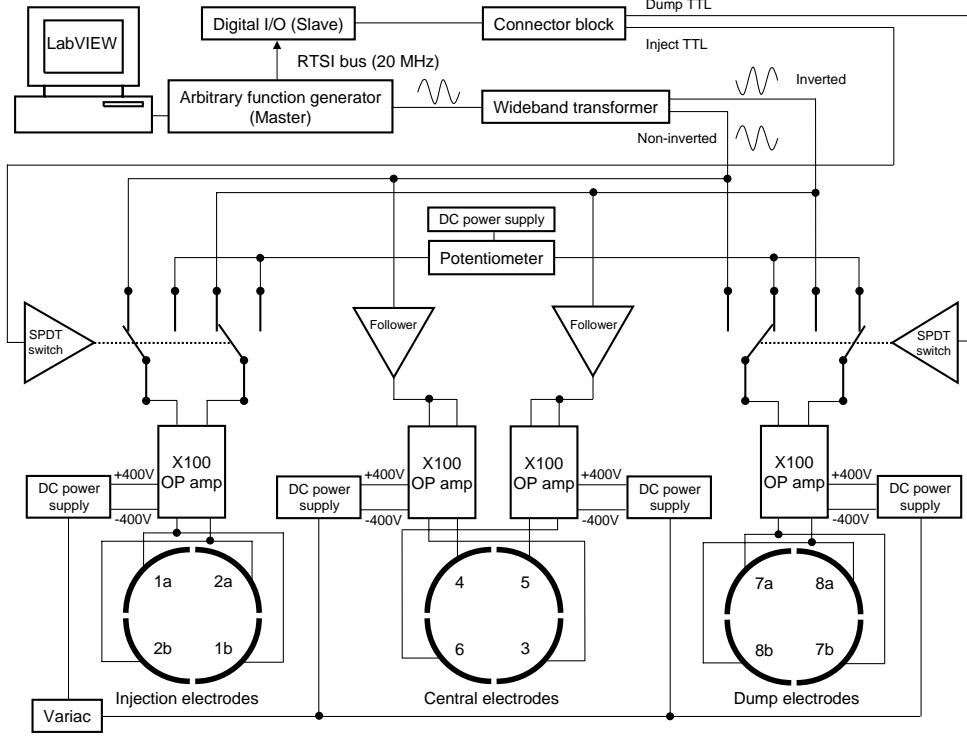 Dump TTL
LabVIEW
Digital I/O (Slave)
Connector block
Inject TTL
RTSI bus (20 MHz)
Arbitrary function generator
(Master)
Wideband transformer
Inverted
Non-inverted
DC power supply
Potentiometer
SPDT
switch
Follower
Follower
SPDT
switch
X100
OP amp
X100
OP amp
X100
OP amp
X100
OP amp
DC power
supply
+400V
-400V
DC power
supply
+400V
-400V
+400V
-400V
DC power
supply
+400V
-400V
DC power
supply
1a
2a
2b
1b
4
5
6
3
7a
8a
8b
7b
Injection electrodes
Central electrodes
Dump electrodes
Variac